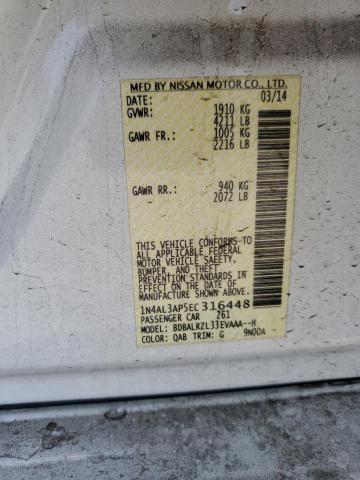 MFD BY NISSAN MOTOR CO., LTD.
DATE: 03/14
GVWR: 1910 KG
4211 LB
GAWR FR: 1005 KG
2216 LB
GAWR RR: 940 KG
2072 LB
THIS VEHICLE CONFORMS TO
ALL APPLICABLE FEDERAL
MOTOR VEHICLE SAFETY,
BUMPER, AND THEFT
PREVENTION STANDARDS IN
EFFECT ON THE DATE OF
MANUFACTURE SHOWN ABOVE.
1N4AL3AP5EC316448
PASSENGER CAR 261
MODEL: BDBALRZL33EVAAA--H
COLOR: QAB TRIM: G 9N00A